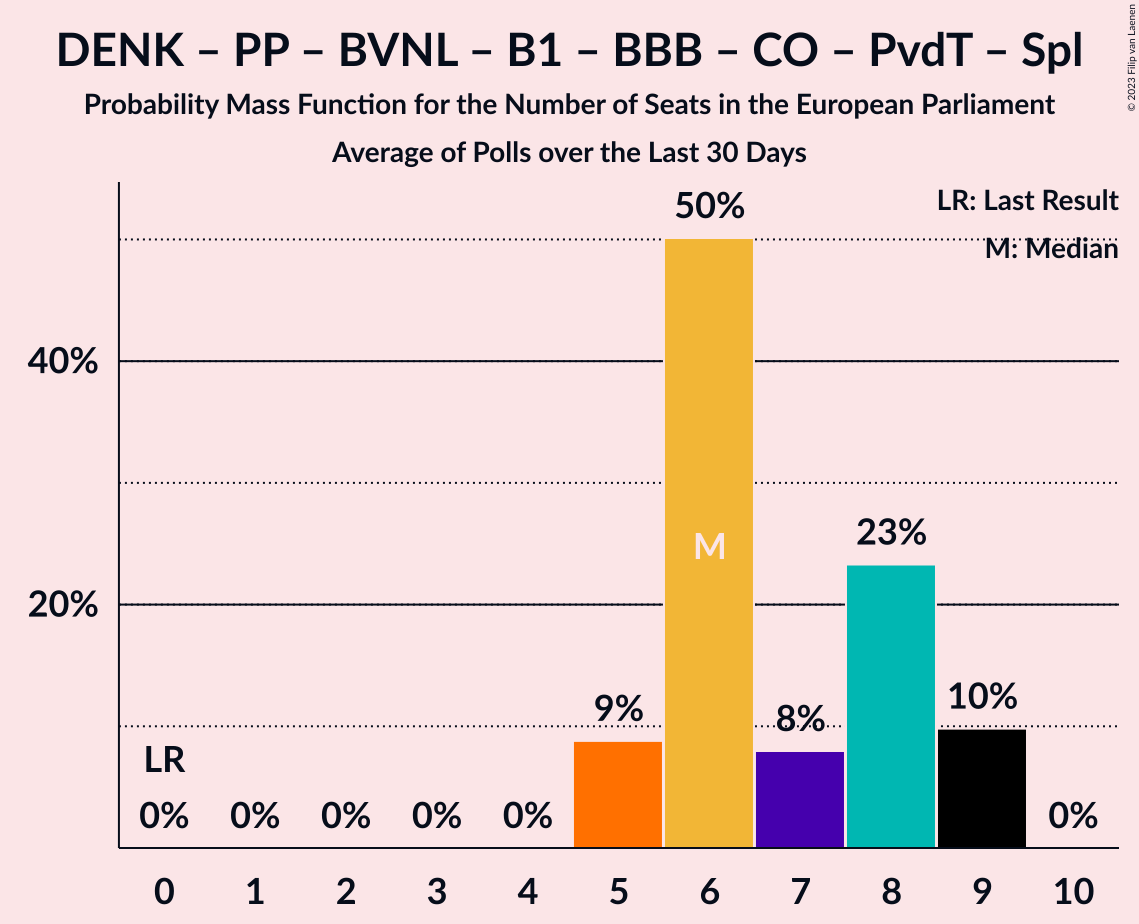 DENK – PP – BVNL – B1 – BBB – CO – PvdT – Spl
Probability Mass Function for the Number of Seats in the European Parliament
Average of Polls over the Last 30 Days
© 2023 Filip van Laenen
LR: Last Result
M: Median
50%
40%
M
23%
20%
9%
8%
10%
LR
0%
0%
0%
0%
0%
0%
0 1 2 3 4 5 6 7 8 9 10